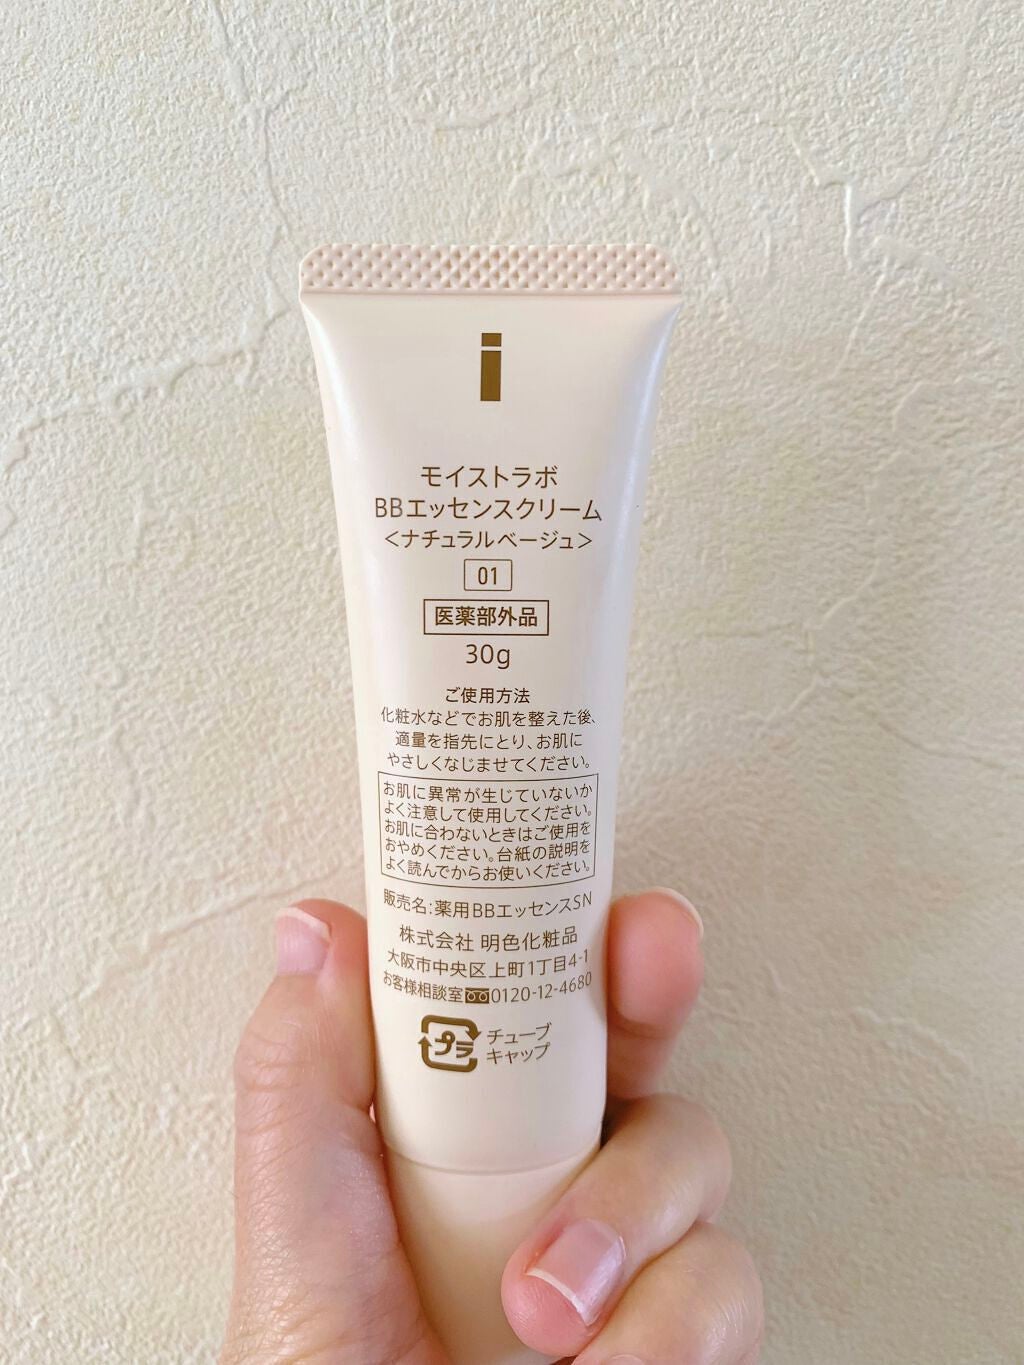 i
モイストラボ
BBエッセンスクリーム
＜ナチュラルベージュ＞
01
医薬部外品
30g
ご使用方法
化粧水などでお肌を整えた後、
適量を指先にとり、お肌に
やさしくなじませてください。
お肌に異常が生じていないか
よく注意して使用してください。
お肌に合わないときはご使用を
おやめください。台紙の説明を
よく読んでからお使いください。
販売名:薬用BBエッセンスSN
株式会社 明色化粧品
大阪市中央区上町1丁目4-1
お客様相談室 0120-12-4680
プラ チューブ
キャップ